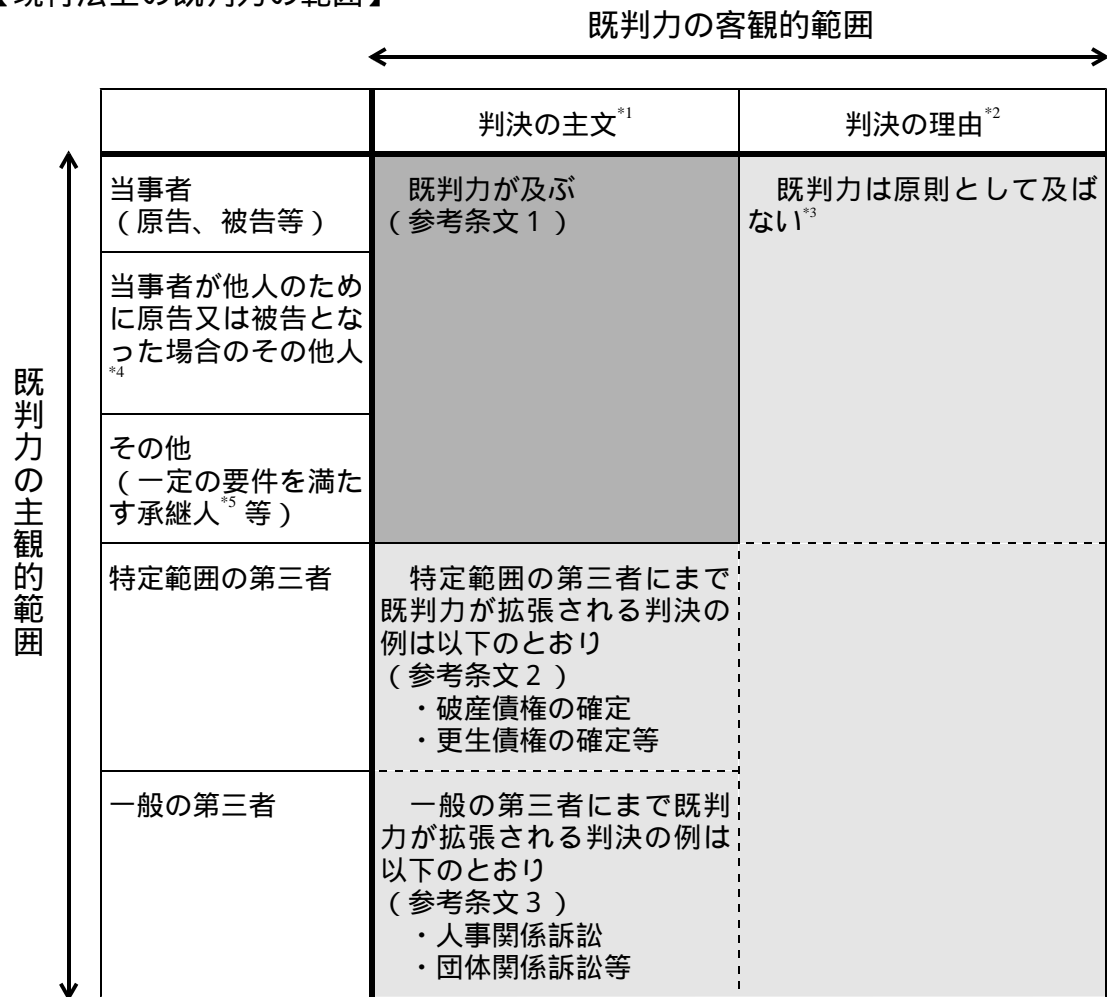 【現行法上の既判力の範囲】
既判力の客観的範囲
判決の主文*1
判決の理由*2
既判力の主観的範囲
当事者
(原告、被告等)
既判力が及ぶ
(参考条文1)
既判力は原則として及ば
ない*3
当事者が他人のため
に原告又は被告とな
った場合のその他人
*4
その他
(一定の要件を満た
す承継人*5等)
特定範囲の第三者
特定範囲の第三者にまで
既判力が拡張される判決の
例は以下のとおり
(参考条文2)
・破産債権の確定
・更生債権の確定等
一般の第三者
一般の第三者にまで既判
力が拡張される判決の例は
以下のとおり
(参考条文3)
・人事関係訴訟
・団体関係訴訟等